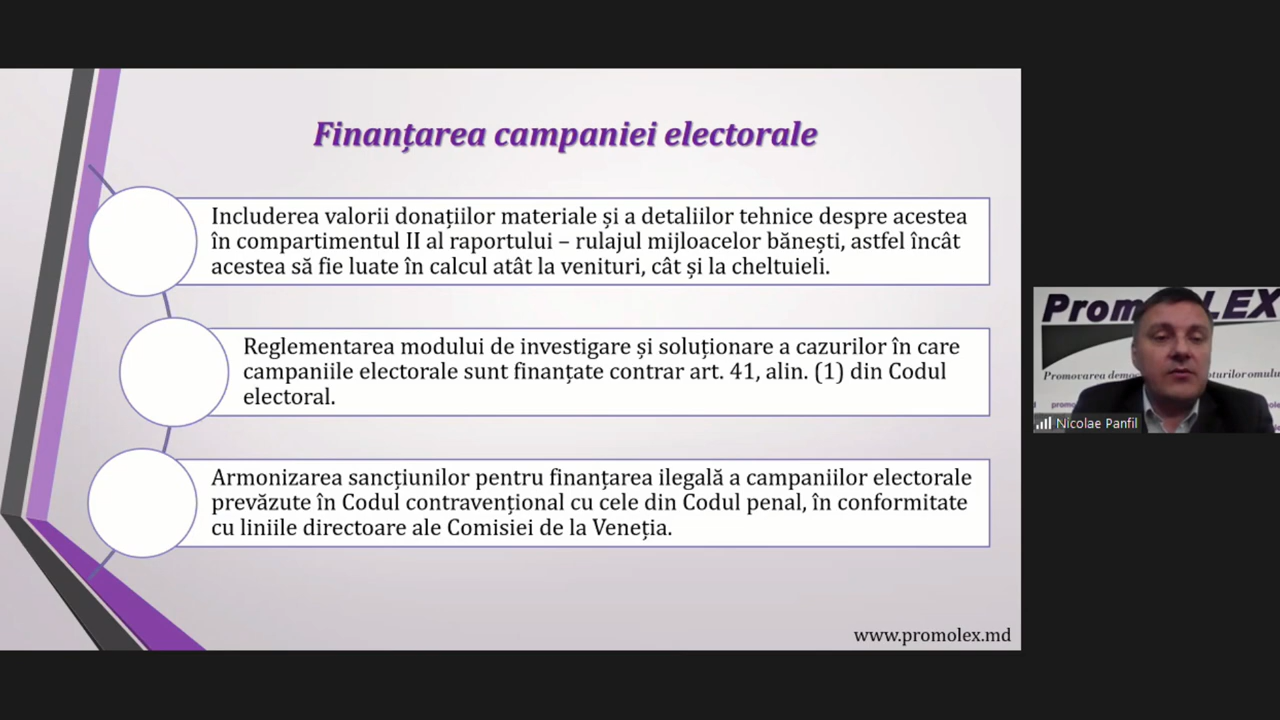 Finanțarea campaniei electorale
Includerea valorii donațiilor materiale și a detaliilor tehnice despre acestea
în compartimentul II al raportului – rulajul mijloacelor bănești, astfel încât
acestea să fie luate în calcul atât la venituri, cât și la cheltuieli.
Reglementarea modului de investigare și soluționare a cazurilor în care
campaniile electorale sunt finanțate contrar art. 41, alin. (1) din Codul
electoral.
Armonizarea sancțiunilor pentru finanțarea ilegală a campaniilor electorale
prevăzute în Codul contravențional cu cele din Codul penal, în conformitate
cu liniile directoare ale Comisiei de la Veneția.
www.promolex.md
Nicolae Panfil